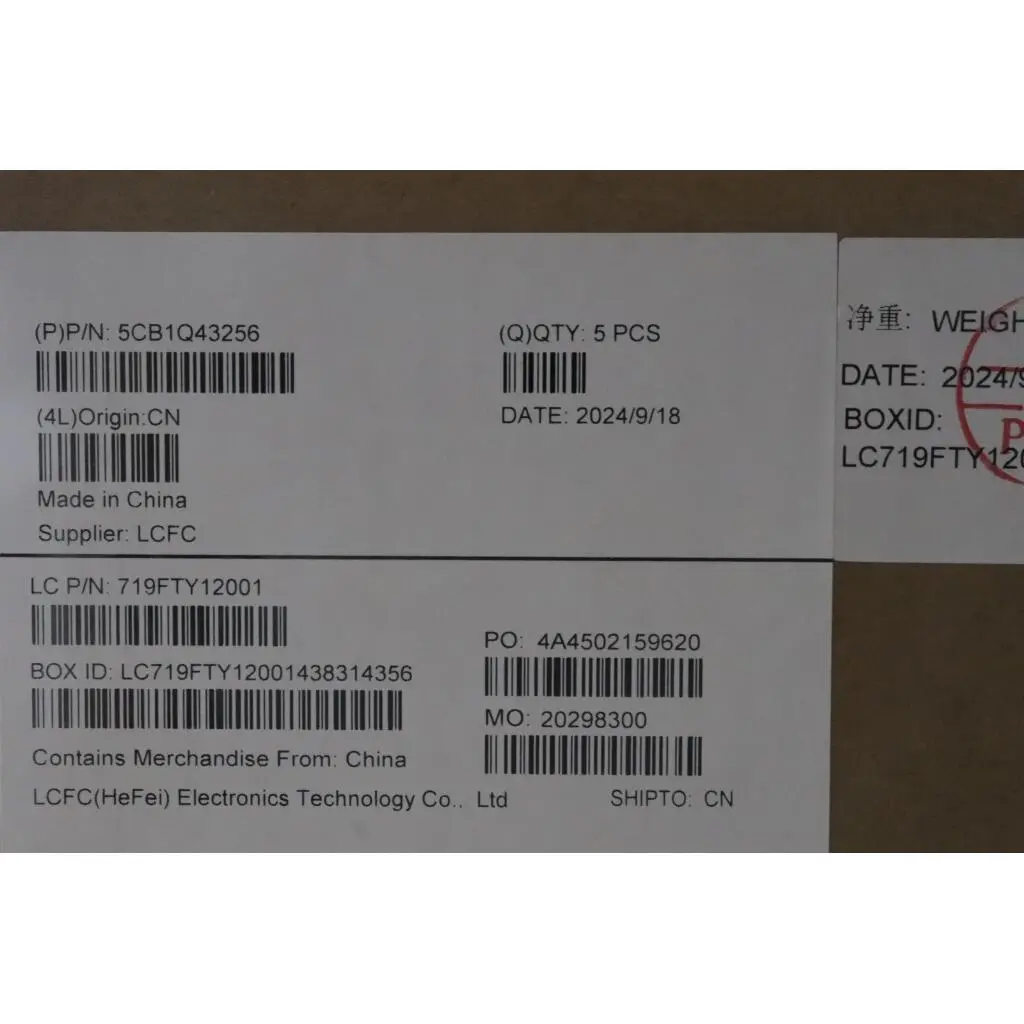 (P)P/N: 5CB1Q43256
(Q)QTY: 5 PCS
(4L)Origin:CN
DATE: 2024/9/18
Made in China
Supplier: LCFC
LC P/N: 719FTY12001
PO: 4A4502159620
BOX ID: LC719FTY12001438314356
MO: 20298300
Contains Merchandise From: China
LCFC(HeFei) Electronics Technology Co., Ltd
SHIPTO: CN
净重: WEIGH
DATE: 2024/9
BOXID:
LC719FTY120
P